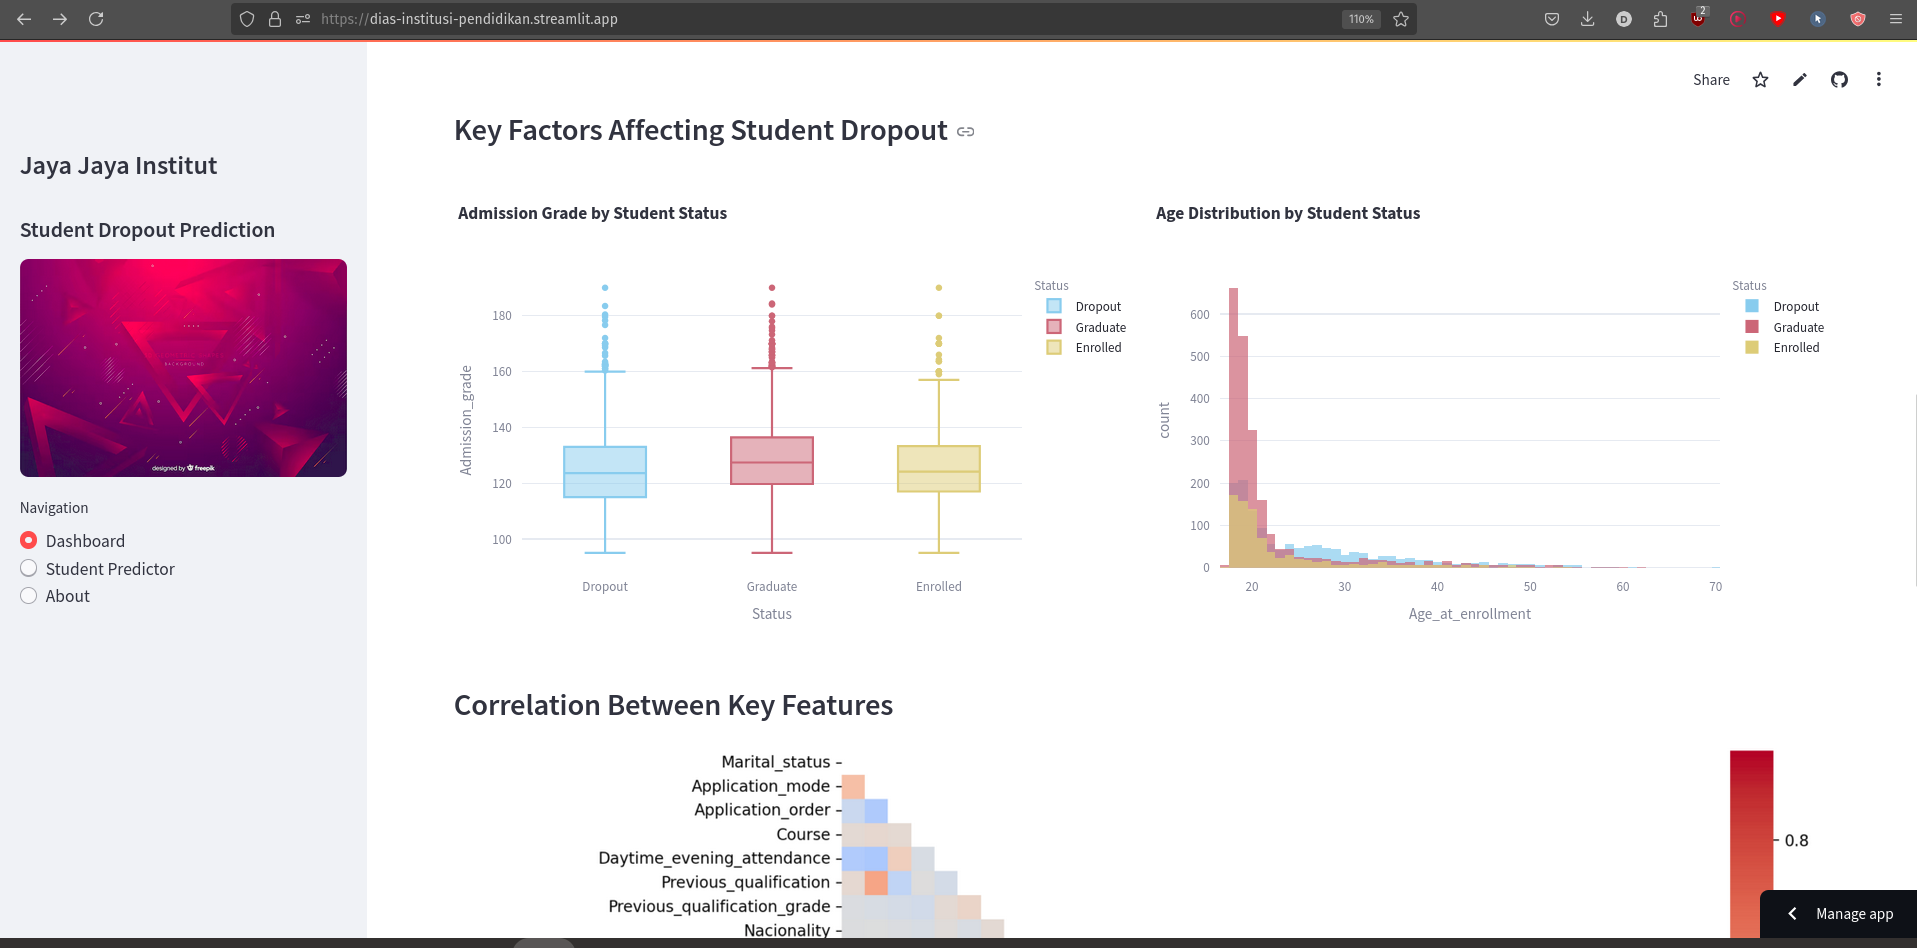 https://dias-institusi-pendidikan.streamlit.app
110%
D
2
Share
Jaya Jaya Institut
Student Dropout Prediction
BACKGROUND
designed by freepik
Navigation
Dashboard
Student Predictor
About
Key Factors Affecting Student Dropout
Admission Grade by Student Status
Admission_grade
180
160
140
120
100
Dropout Graduate Enrolled
Status
Status
Dropout
Graduate
Enrolled
Age Distribution by Student Status
count
600
500
400
300
200
100
0
20 30 40 50 60 70
Age_at_enrollment
Status
Dropout
Graduate
Enrolled
Correlation Between Key Features
Marital_status
Application_mode
Application_order
Course
Daytime_evening_attendance
Previous_qualification
Previous_qualification_grade
Nacionality
0.8
Manage app